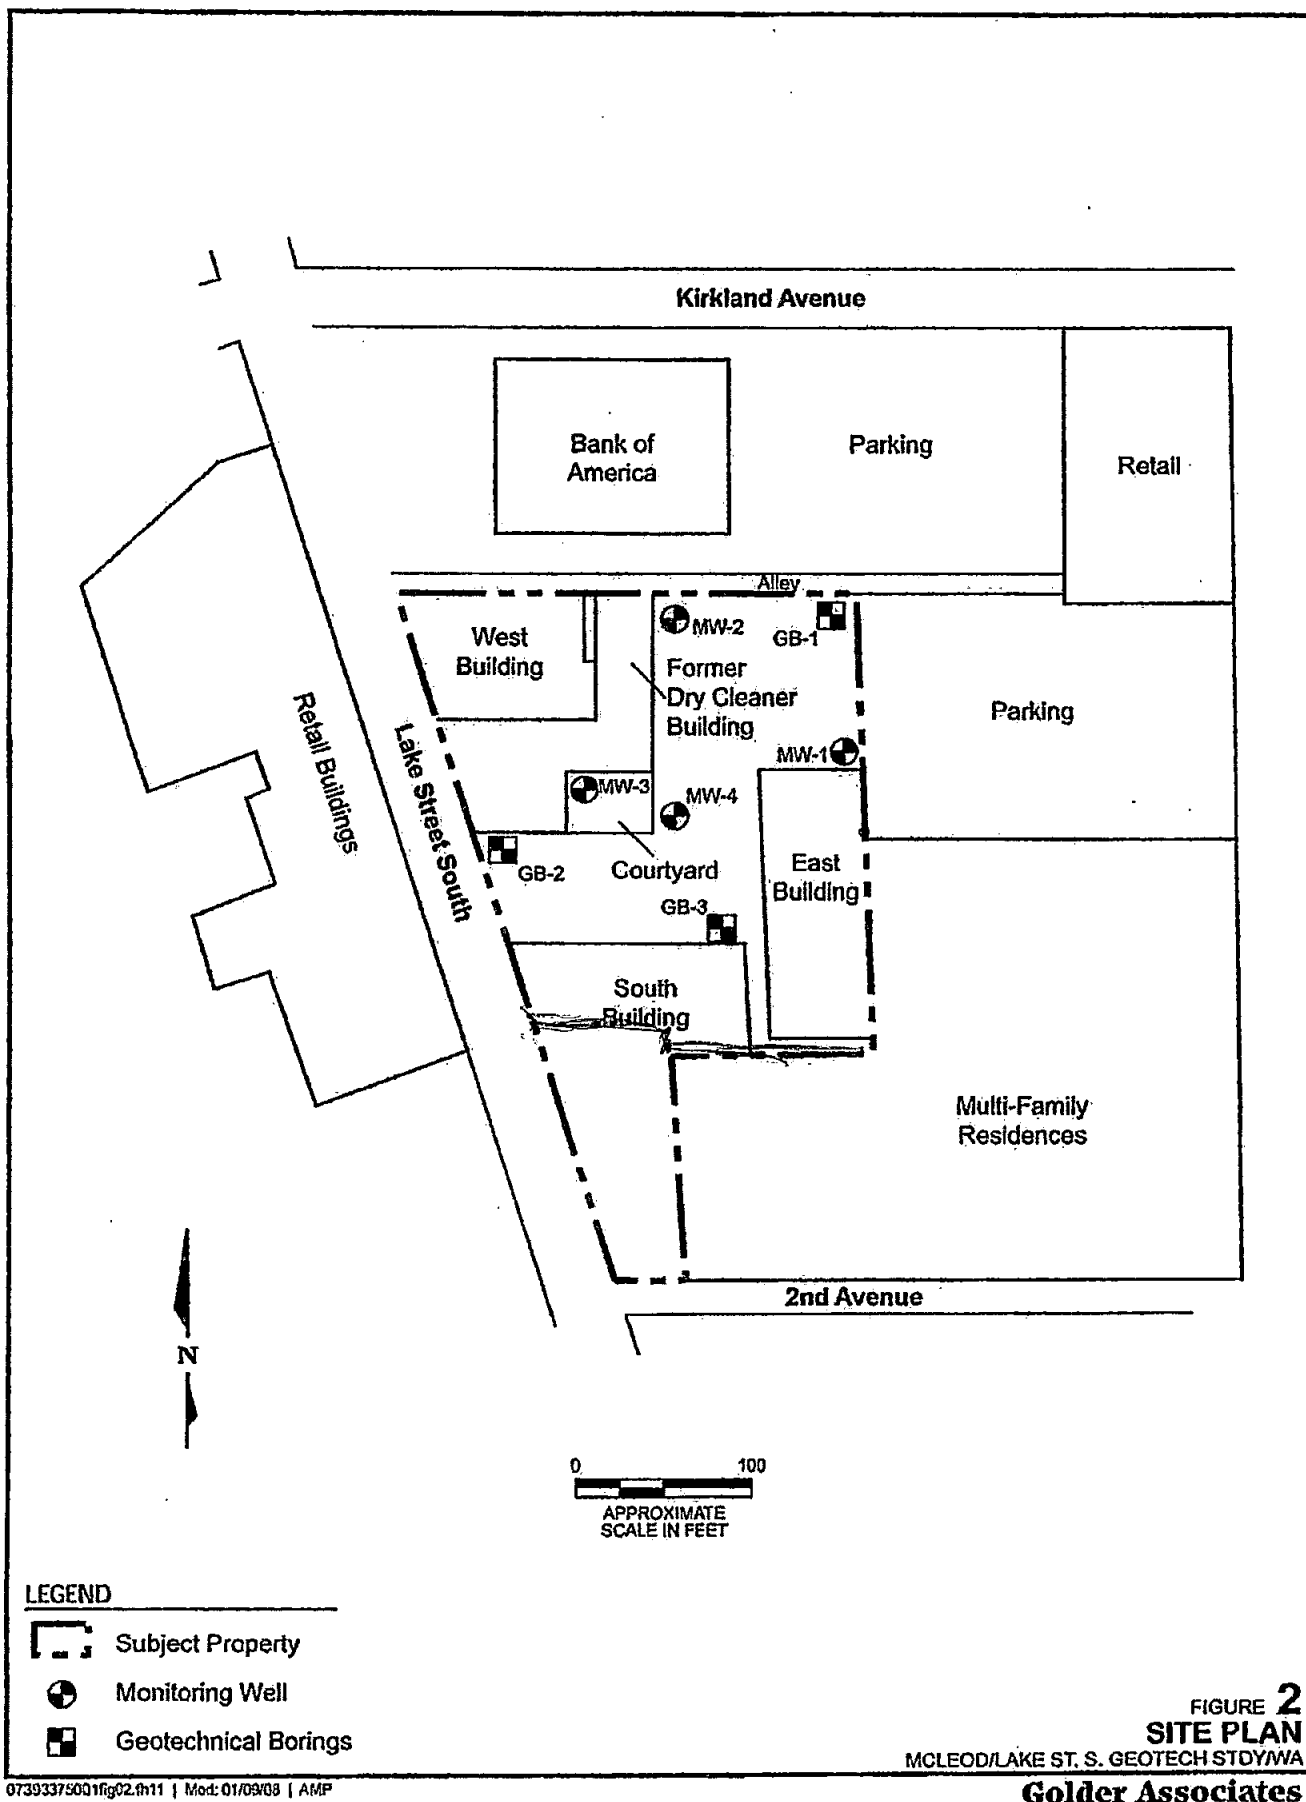 Kirkland Avenue
Bank of
America
Parking
Retail
Alley
West
Building
MW-2
GB-1
Former
Dry Cleaner
Building
Parking
Retail Buildings
Lake Street South
MW-1
MW-3
MW-4
GB-2
Courtyard
East
Building
GB-3
South
Building
Multi-Family
Residences
2nd Avenue
N
0 100
APPROXIMATE
SCALE IN FEET
LEGEND
Subject Property
Monitoring Well
Geotechnical Borings
FIGURE 2
SITE PLAN
MCLEOD/LAKE ST. S. GEOTECH STDY/WA
07393375001fig02.fh11 | Mod: 01/09/08 | AMP
Golder Associates